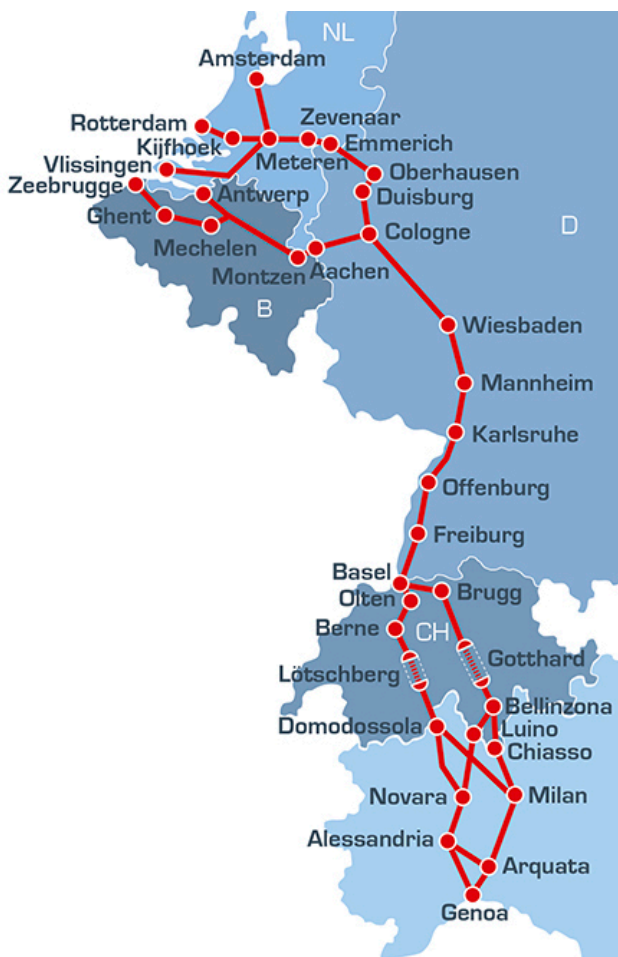 NL
Amsterdam
Rotterdam
Zevenaar
Kijfhoek
Meteren
Emmerich
Vlissingen
Oberhausen
Zeebrugge
Antwerp
Duisburg
Ghent
Cologne
D
Mechelen
Montzen
Aachen
B
Wiesbaden
Mannheim
Karlsruhe
Offenburg
Freiburg
Basel
Brugg
Olten
Berne
CH
Gotthard
Lötschberg
Bellinzona
Domodossola
Luino
Chiasso
Novara
Milan
Alessandria
Arquata
Genoa